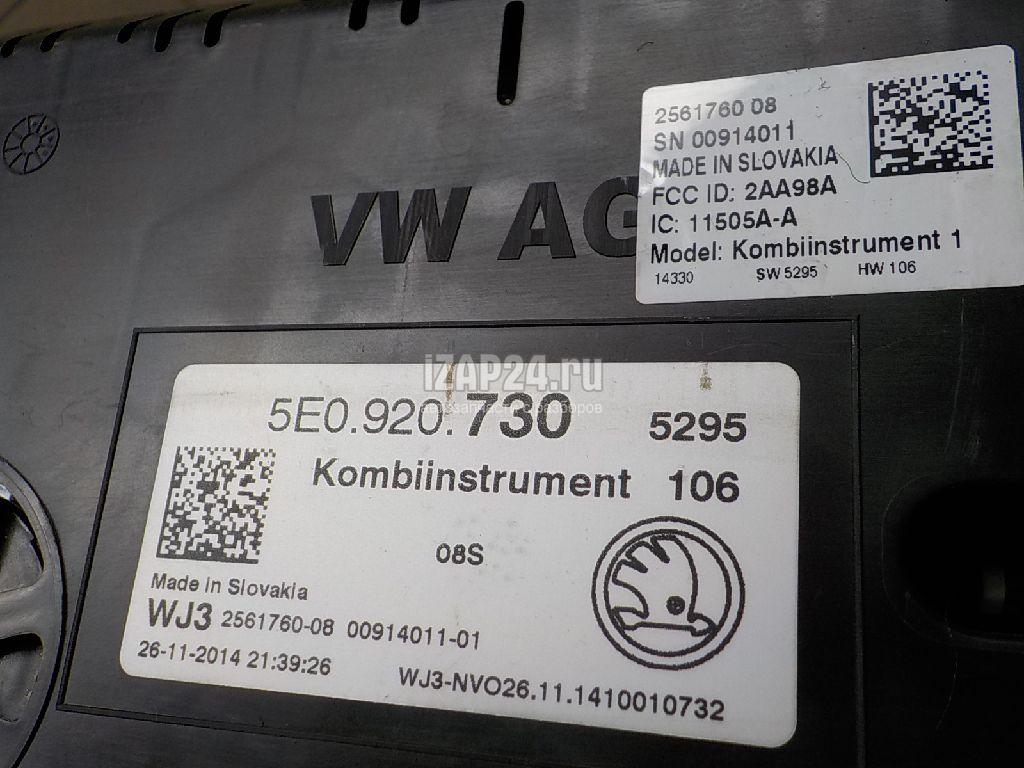 2561760 08
SN 00914011
MADE IN SLOVAKIA
FCC ID: 2AA98A
IC: 11505A-A
Model: Kombiinstrument 1
14330 SW 5295 HW 106
VW AG
iZAP24.ru
автозапчасти с разборов
5E0.920.730 5295
Kombiinstrument 106
08S
Made in Slovakia
WJ3 2561760-08 00914011-01
26-11-2014 21:39:26
WJ3-NVO26.11.1410010732